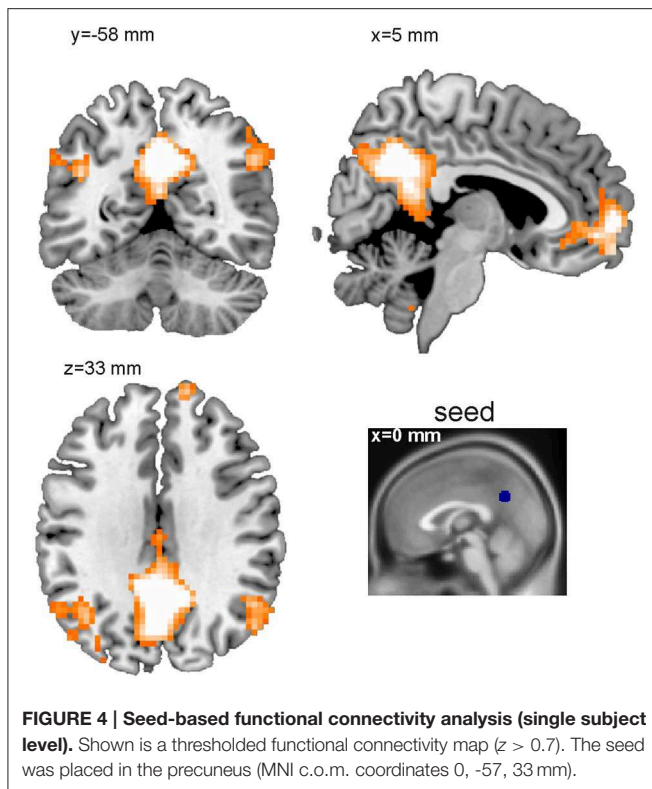 y=-58 mm
x=5 mm
z=33 mm
seed
x=0 mm
FIGURE 4 | Seed-based functional connectivity analysis (single subject
level). Shown is a thresholded functional connectivity map (z > 0.7). The seed
was placed in the precuneus (MNI c.o.m. coordinates 0, -57, 33 mm).